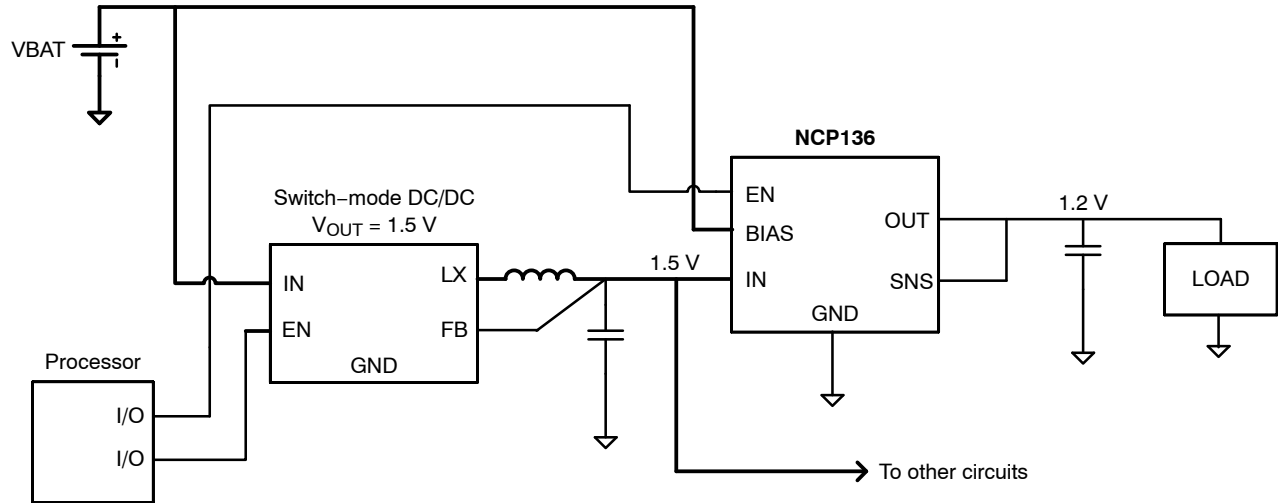 VBAT
+
NCP136
Switch−mode DC/DC
VOUT = 1.5 V
EN
BIAS
IN
GND
OUT
SNS
1.2 V
LOAD
1.5 V
IN
EN
LX
FB
GND
Processor
I/O
I/O
To other circuits